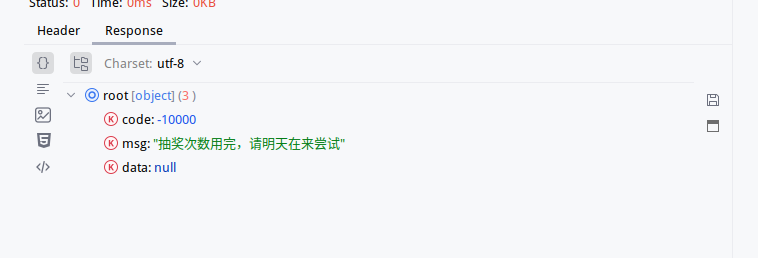 Status: 0 Time: 0ms Size: 0KB
Header Response
{} Charset: utf-8
root [object] (3 )
K code: -10000
K msg: "抽奖次数用完，请明天在来尝试"
K data: null